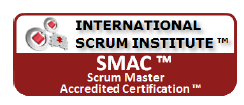 INTERNATIONAL
SCRUM INSTITUTE ™
SMAC ™
Scrum Master
Accredited Certification ™